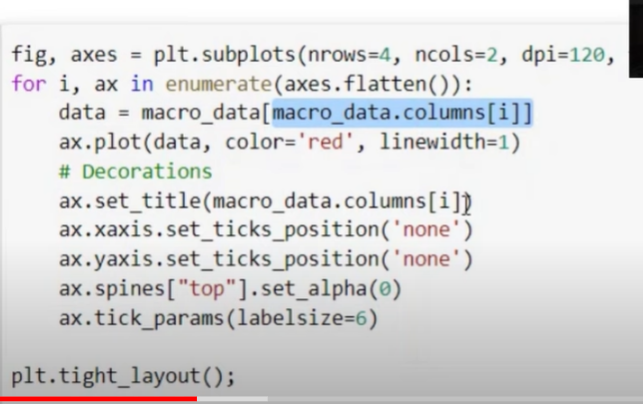 fig, axes = plt.subplots(nrows=4, ncols=2, dpi=120,
for i, ax in enumerate(axes.flatten()):
    data = macro_data[macro_data.columns[i]]
    ax.plot(data, color='red', linewidth=1)
    # Decorations
    ax.set_title(macro_data.columns[i])
    ax.xaxis.set_ticks_position('none')
    ax.yaxis.set_ticks_position('none')
    ax.spines["top"].set_alpha(0)
    ax.tick_params(labelsize=6)
plt.tight_layout();